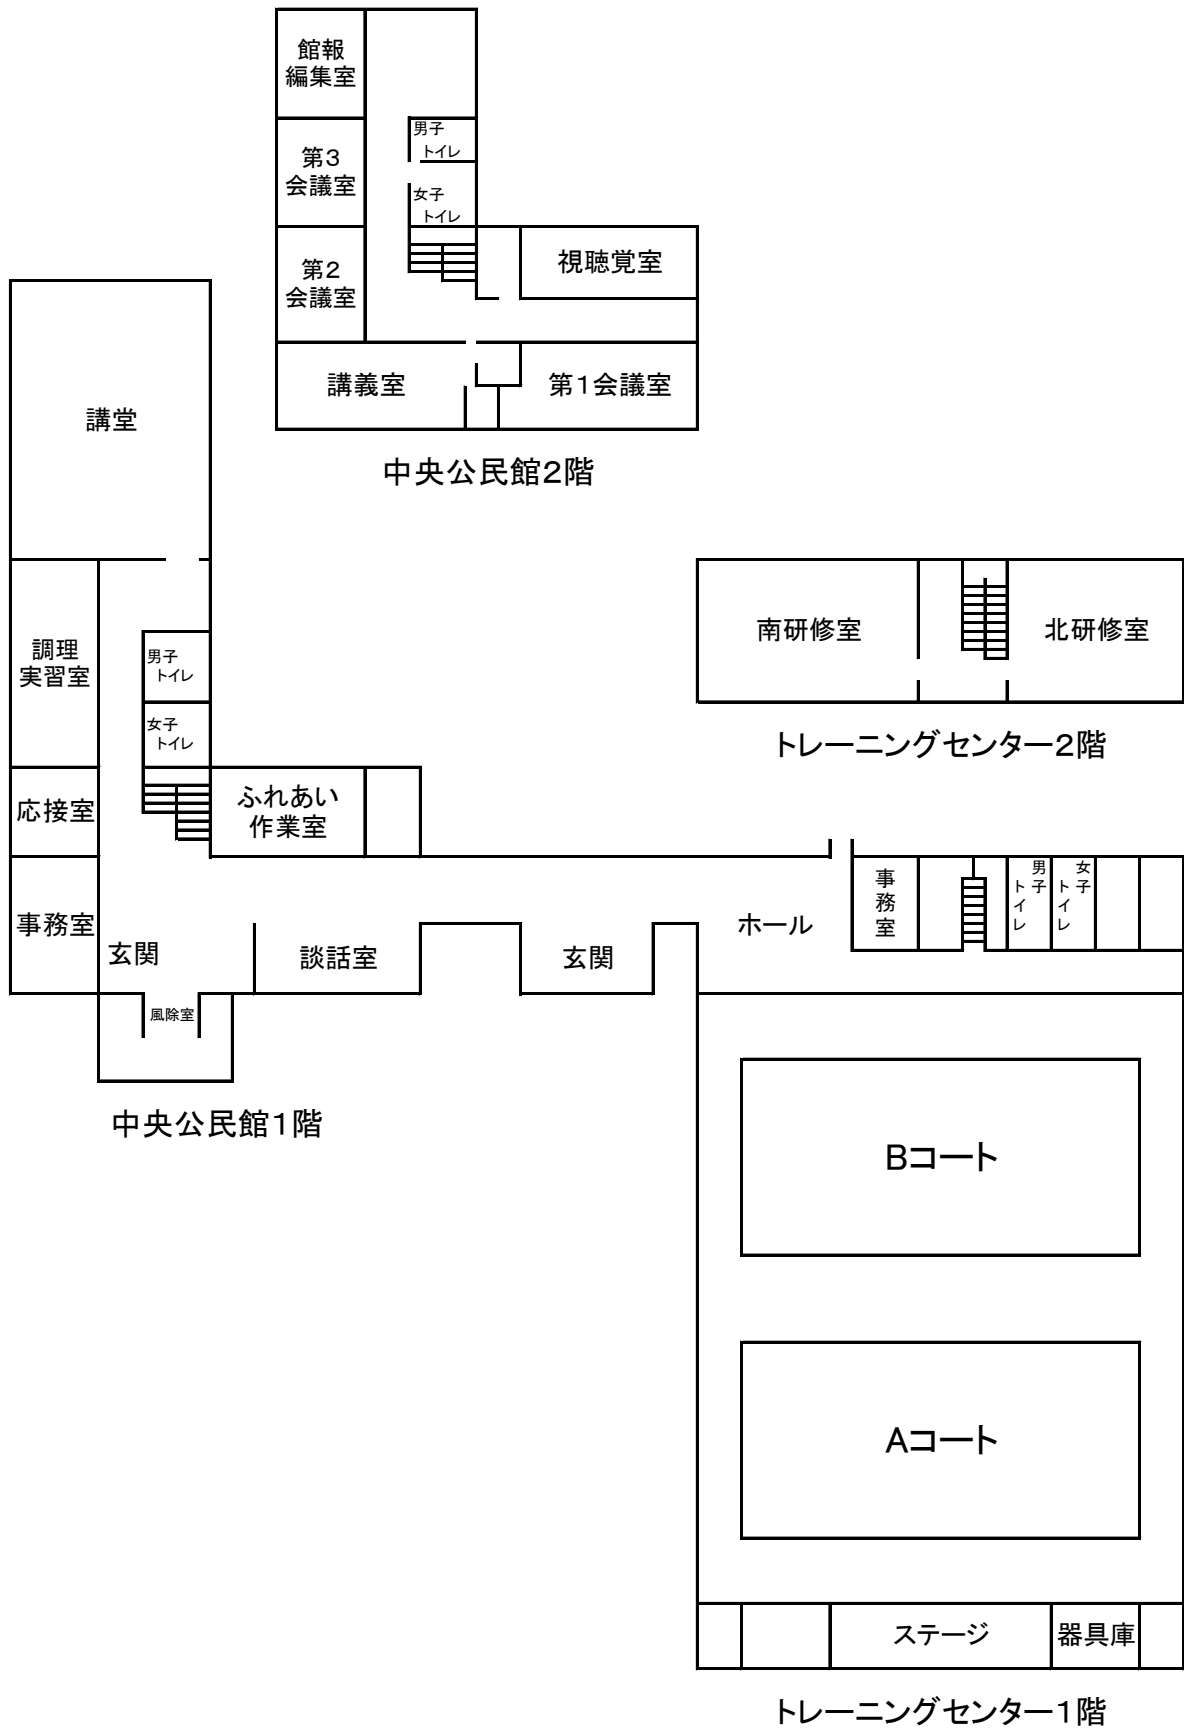 館報
編集室
第３
会議室
男子
トイレ
女子
トイレ
第２
会議室
視聴覚室
講義室
第１会議室
中央公民館２階
講堂
調理
実習室
男子
トイレ
女子
トイレ
応接室
ふれあい
作業室
事務室
玄関
風除室
談話室
玄関
中央公民館１階
南研修室
北研修室
トレーニングセンター２階
ホール
事務室
男子
トイレ
女子
トイレ
Ｂコート
Ａコート
ステージ
器具庫
トレーニングセンター１階